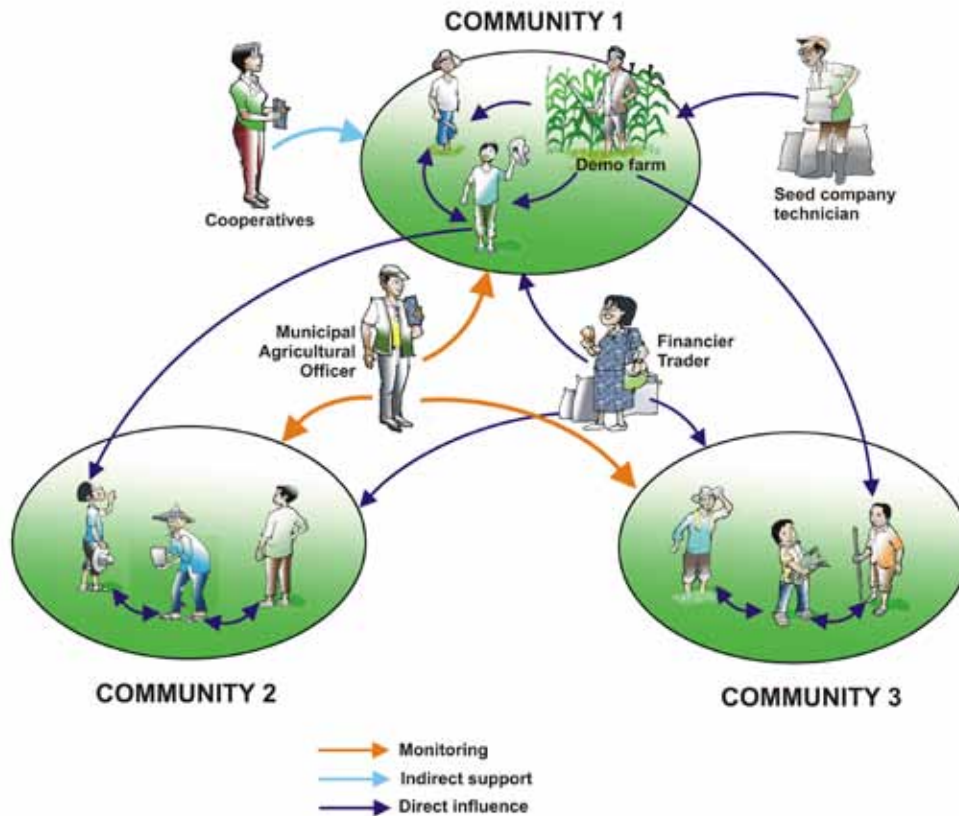 COMMUNITY 1
Cooperatives
Demo farm
Seed company
technician
Municipal
Agricultural
Officer
Financier
Trader
COMMUNITY 2
COMMUNITY 3
Monitoring
Indirect support
Direct influence